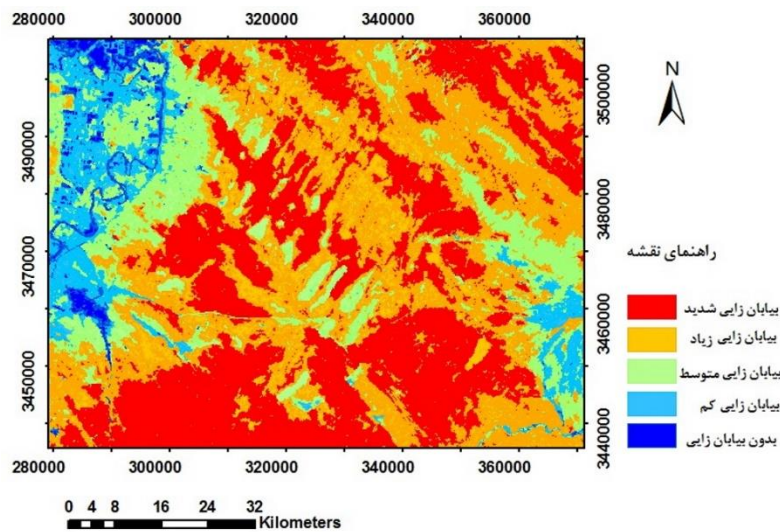 280000 300000 320000 340000 360000
N
3490000
3470000
3450000
3500000
3480000
3460000
3440000
راهنمای نقشه
بیابان زایی شدید
بیابان زایی زیاد
بیابان زایی متوسط
بیابان زایی کم
بدون بیابان زایی
280000 300000 320000 340000 360000
0 4 8 16 24 32
Kilometers